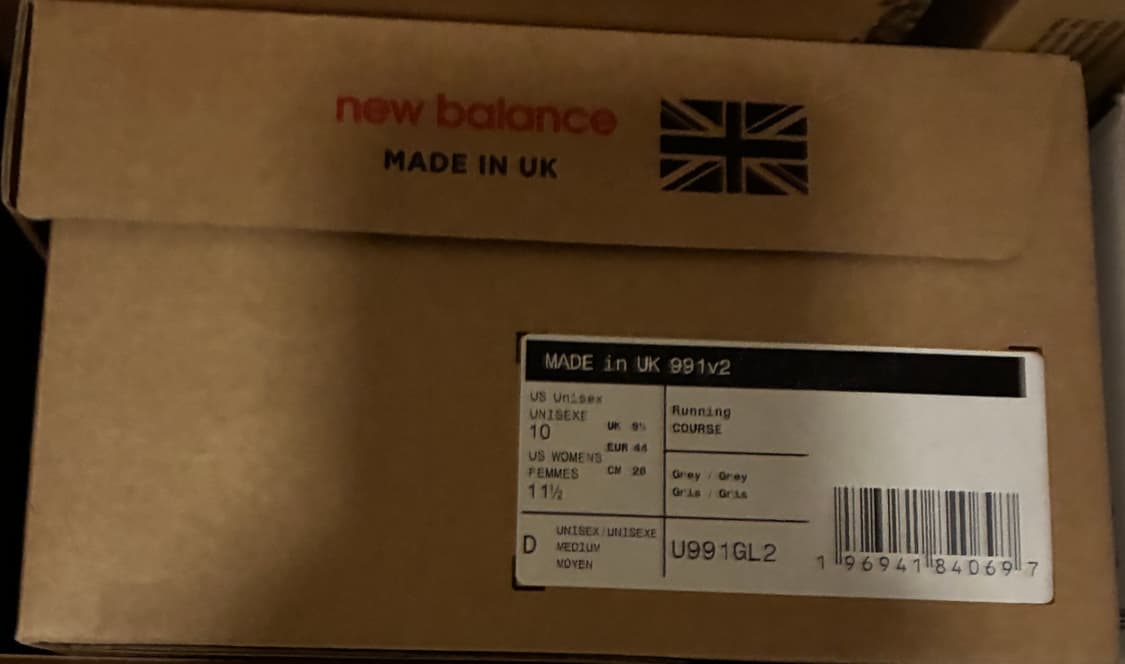 new balance
MADE IN UK
MADE in UK 991v2
US Unisex
UNISEXE
10
UK 9½
EUR 44
US WOMENS
FEMMES
CM 28
11½
Running
COURSE
Grey / Grey
Gris / Gris
D
UNISEX/UNISEXE
MEDIUM
MOYEN
U991GL2
1 96941 84069 7